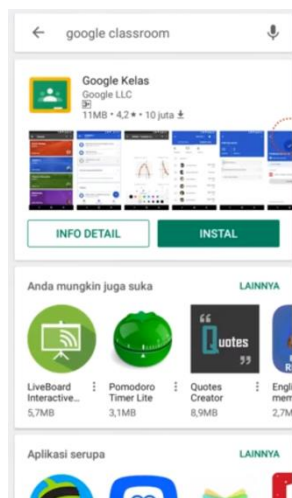 google classroom
Google Kelas
Google LLC
11MB • 4,2★ • 10 juta
INFO DETAIL
INSTAL
Anda mungkin juga suka
LAINNYA
LiveBoard Interactive...
5,7MB
Pomodoro Timer Lite
3,1MB
Quotes
Quotes Creator
8,9MB
Engli
mem
2,7M
Aplikasi serupa
LAINNYA